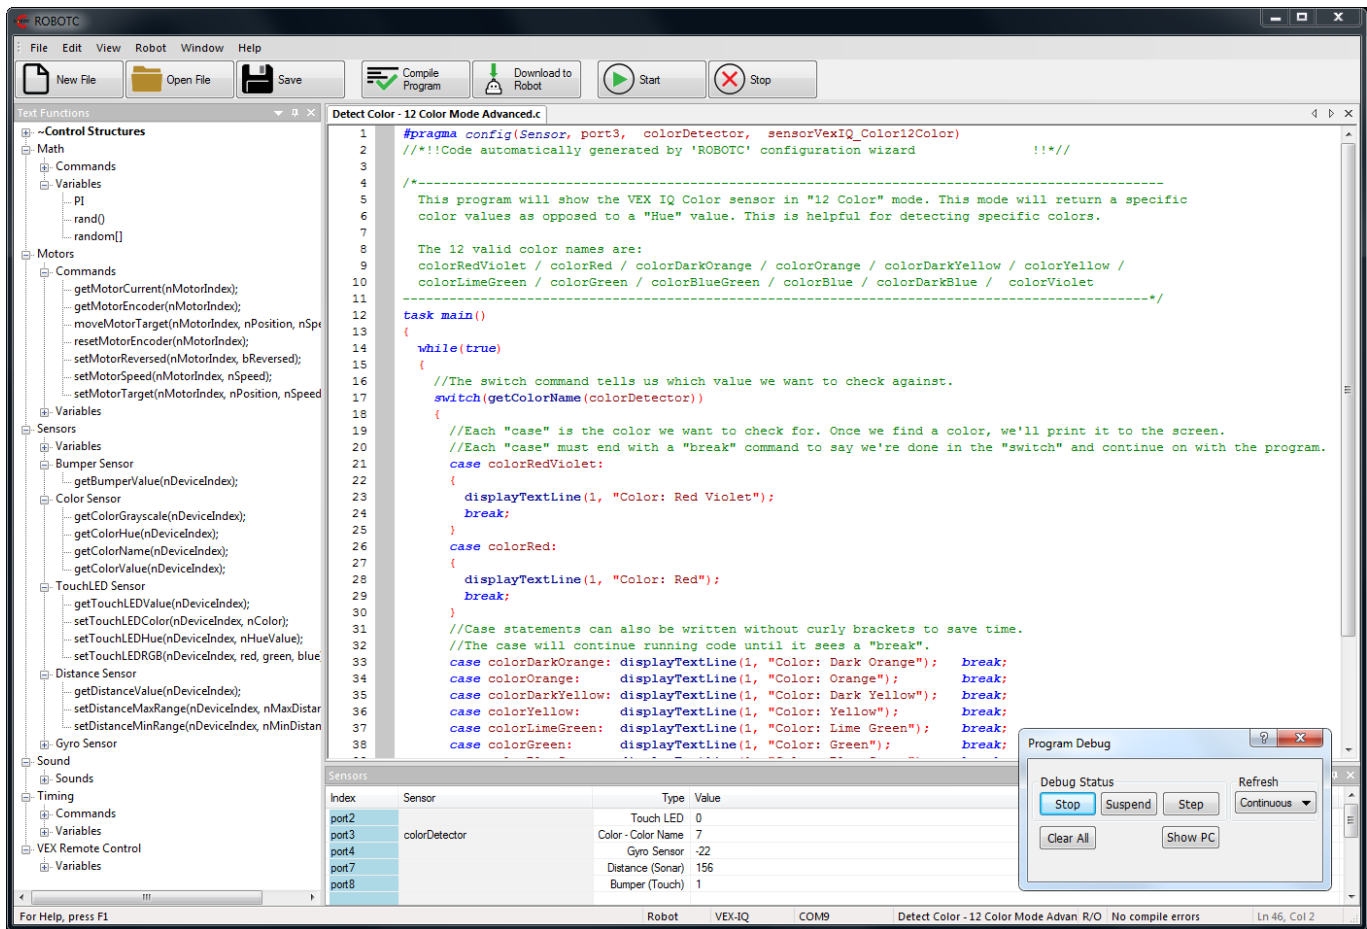 ROBOTC
File Edit View Robot Window Help
New File Open File Save Compile Program Download to Robot Start Stop
Text Functions
~Control Structures
Math
Commands
Variables
PI
rand()
random[]
Motors
Commands
getMotorCurrent(nMotorIndex);
getMotorEncoder(nMotorIndex);
moveMotorTarget(nMotorIndex, nPosition, nSpe
resetMotorEncoder(nMotorIndex);
setMotorReversed(nMotorIndex, bReversed);
setMotorSpeed(nMotorIndex, nSpeed);
setMotorTarget(nMotorIndex, nPosition, nSpeed
Variables
Sensors
Variables
Bumper Sensor
getBumperValue(nDeviceIndex);
Color Sensor
getColorGrayscale(nDeviceIndex);
getColorHue(nDeviceIndex);
getColorName(nDeviceIndex);
getColorValue(nDeviceIndex);
TouchLED Sensor
getTouchLEDValue(nDeviceIndex);
setTouchLEDColor(nDeviceIndex, nColor);
setTouchLEDHue(nDeviceIndex, nHueValue);
setTouchLEDRGB(nDeviceIndex, red, green, blue
Distance Sensor
getDistanceValue(nDeviceIndex);
setDistanceMaxRange(nDeviceIndex, nMaxDistar
setDistanceMinRange(nDeviceIndex, nMinDistan
Gyro Sensor
Sound
Sounds
Timing
Commands
Variables
VEX Remote Control
Variables
Detect Color - 12 Color Mode Advanced.c
1 #pragma config(Sensor, port3, colorDetector, sensorVexIQ_Color12Color)
2 //*!!Code automatically generated by 'ROBOTC' configuration wizard !!*//
3
4 /*-----------------------------------------------------------------------------------------------
5 This program will show the VEX IQ Color sensor in "12 Color" mode. This mode will return a specific
6 color values as opposed to a "Hue" value. This is helpful for detecting specific colors.
7
8 The 12 valid color names are:
9 colorRedViolet / colorRed / colorDarkOrange / colorOrange / colorDarkYellow / colorYellow /
10 colorLimeGreen / colorGreen / colorBlueGreen / colorBlue / colorDarkBlue / colorViolet
11 ------------------------------------------------------------------------------------------------*/
12 task main()
13 {
14 while(true)
15 {
16 //The switch command tells us which value we want to check against.
17 switch(getColorName(colorDetector))
18 {
19 //Each "case" is the color we want to check for. Once we find a color, we'll print it to the screen.
20 //Each "case" must end with a "break" command to say we're done in the "switch" and continue on with the program.
21 case colorRedViolet:
22 {
23 displayTextLine(1, "Color: Red Violet");
24 break;
25 }
26 case colorRed:
27 {
28 displayTextLine(1, "Color: Red");
29 break;
30 }
31 //Case statements can also be written without curly brackets to save time.
32 //The case will continue running code until it sees a "break".
33 case colorDarkOrange: displayTextLine(1, "Color: Dark Orange"); break;
34 case colorOrange: displayTextLine(1, "Color: Orange"); break;
35 case colorDarkYellow: displayTextLine(1, "Color: Dark Yellow"); break;
36 case colorYellow: displayTextLine(1, "Color: Yellow"); break;
37 case colorLimeGreen: displayTextLine(1, "Color: Lime Green"); break;
38 case colorGreen: displayTextLine(1, "Color: Green"); break;
Program Debug
Debug Status Refresh
Stop Suspend Step Continuous
Clear All Show PC
Sensors
Index Sensor Type Value
port2 Touch LED 0
port3 colorDetector Color - Color Name 7
port4 Gyro Sensor -22
port7 Distance (Sonar) 156
port8 Bumper (Touch) 1
For Help, press F1 Robot VEX-IQ COM9 Detect Color - 12 Color Mode Advan R/O No compile errors Ln 46, Col 2